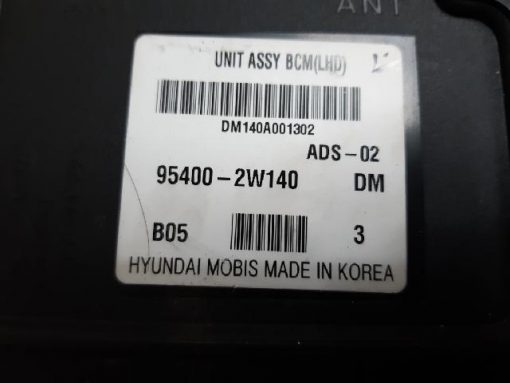 ANT
UNIT ASSY BCM(LHD)
DM140A001302
ADS-02
95400-2W140 DM
B05 3
HYUNDAI MOBIS MADE IN KOREA